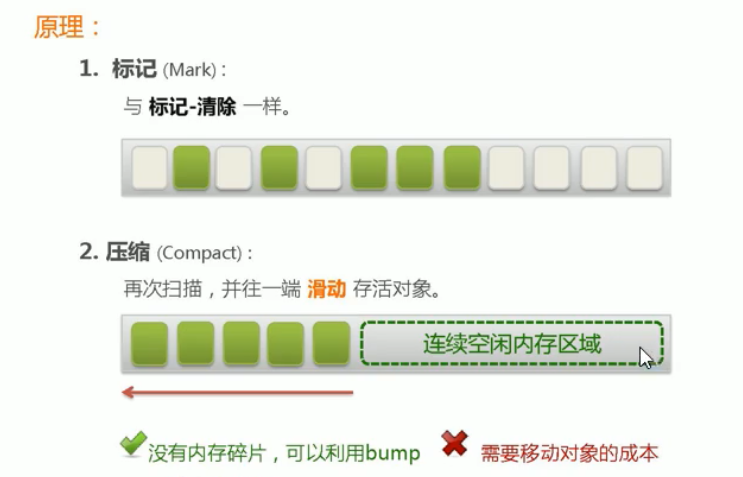 原理：
1. 标记 (Mark)：
与 标记-清除 一样。
2. 压缩 (Compact)：
再次扫描，并往一端 滑动 存活对象。
连续空闲内存区域
没有内存碎片，可以利用bump
需要移动对象的成本